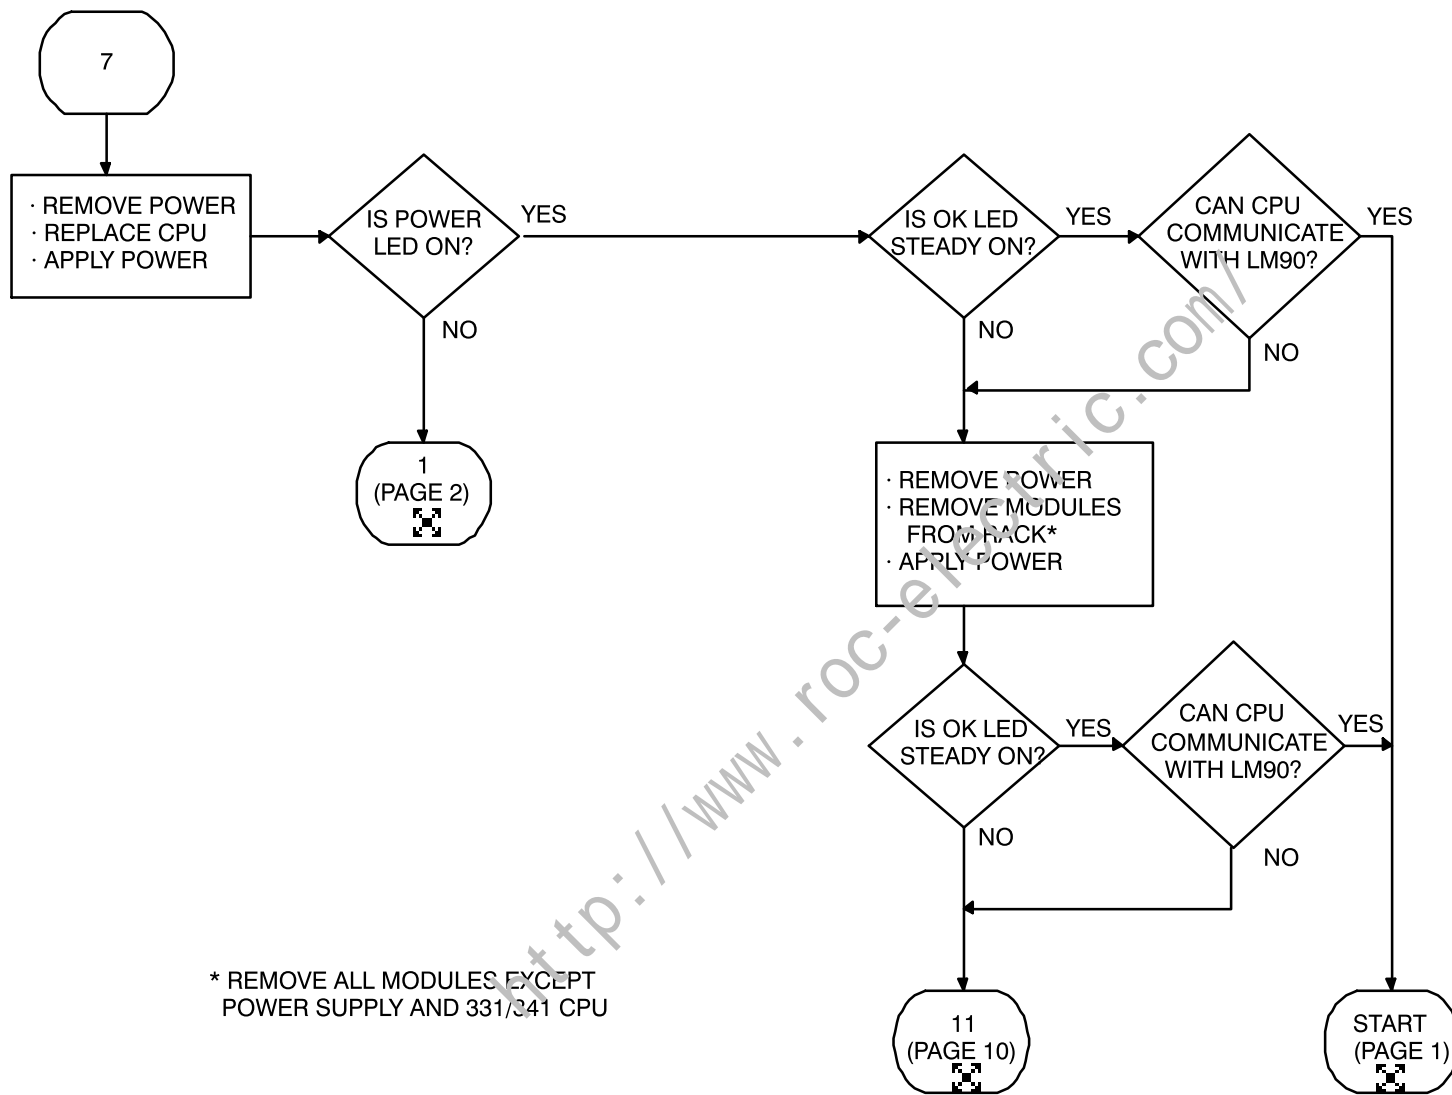 7
· REMOVE POWER
· REPLACE CPU
· APPLY POWER
IS POWER
LED ON?
YES
NO
1
(PAGE 2)
IS OK LED
STEADY ON?
YES
NO
CAN CPU
COMMUNICATE
WITH LM90?
YES
NO
· REMOVE POWER
· REMOVE MODULES
FROM RACK*
· APPLY POWER
IS OK LED
STEADY ON?
YES
NO
CAN CPU
COMMUNICATE
WITH LM90?
YES
NO
11
(PAGE 10)
START
(PAGE 1)
* REMOVE ALL MODULES EXCEPT
POWER SUPPLY AND 331/341 CPU
http://www.roc-electric.com/